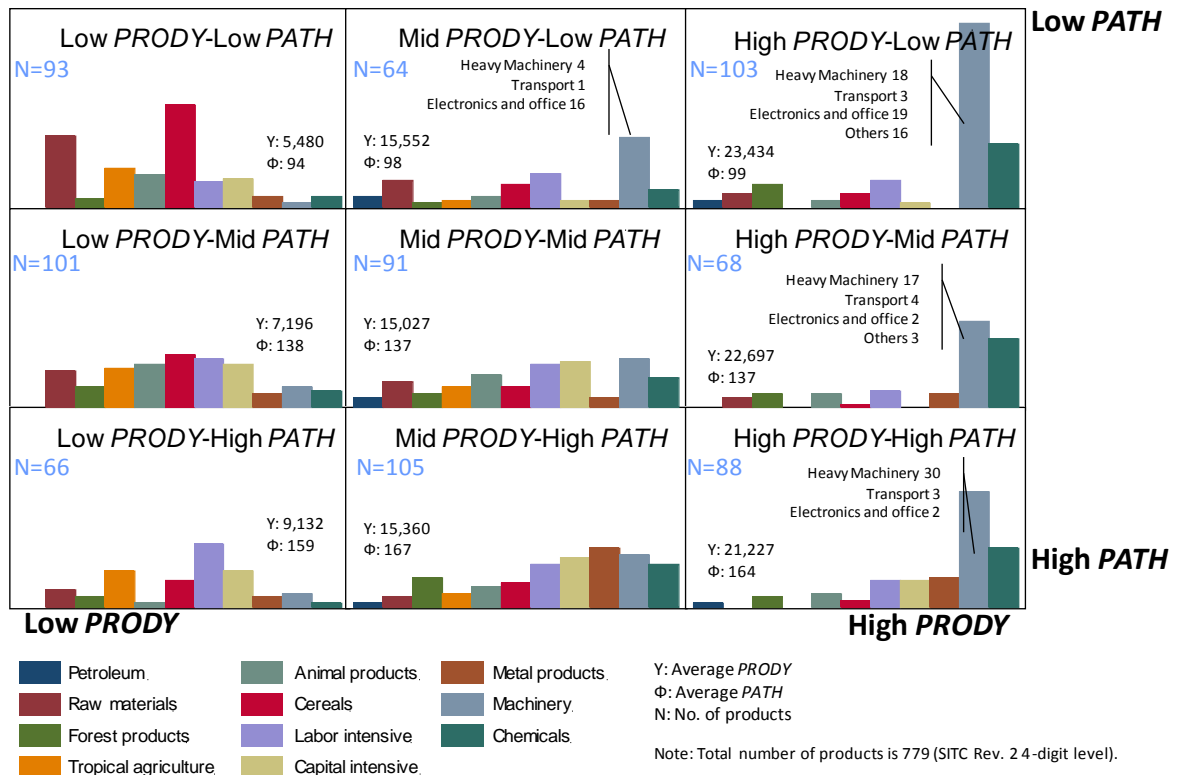 Low PRODY-Low PATH
N=93
Y: 5,480
Φ: 94
Mid PRODY-Low PATH
N=64
Heavy Machinery 4
Transport 1
Electronics and office 16
Y: 15,552
Φ: 98
High PRODY-Low PATH
N=103
Heavy Machinery 18
Transport 3
Electronics and office 19
Others 16
Y: 23,434
Φ: 99
Low PATH
Low PRODY-Mid PATH
N=101
Y: 7,196
Φ: 138
Mid PRODY-Mid PATH
N=91
Y: 15,027
Φ: 137
High PRODY-Mid PATH
N=68
Heavy Machinery 17
Transport 4
Electronics and office 2
Others 3
Y: 22,697
Φ: 137
Low PRODY-High PATH
N=66
Y: 9,132
Φ: 159
Mid PRODY-High PATH
N=105
Y: 15,360
Φ: 167
High PRODY-High PATH
N=88
Heavy Machinery 30
Transport 3
Electronics and office 2
Y: 21,227
Φ: 164
High PATH
Low PRODY
High PRODY
Petroleum
Raw materials
Forest products
Tropical agriculture
Animal products
Cereals
Labor intensive
Capital intensive
Metal products
Machinery
Chemicals
Y: Average PRODY
Φ: Average PATH
N: No. of products
Note: Total number of products is 779 (SITC Rev. 2 4-digit level).